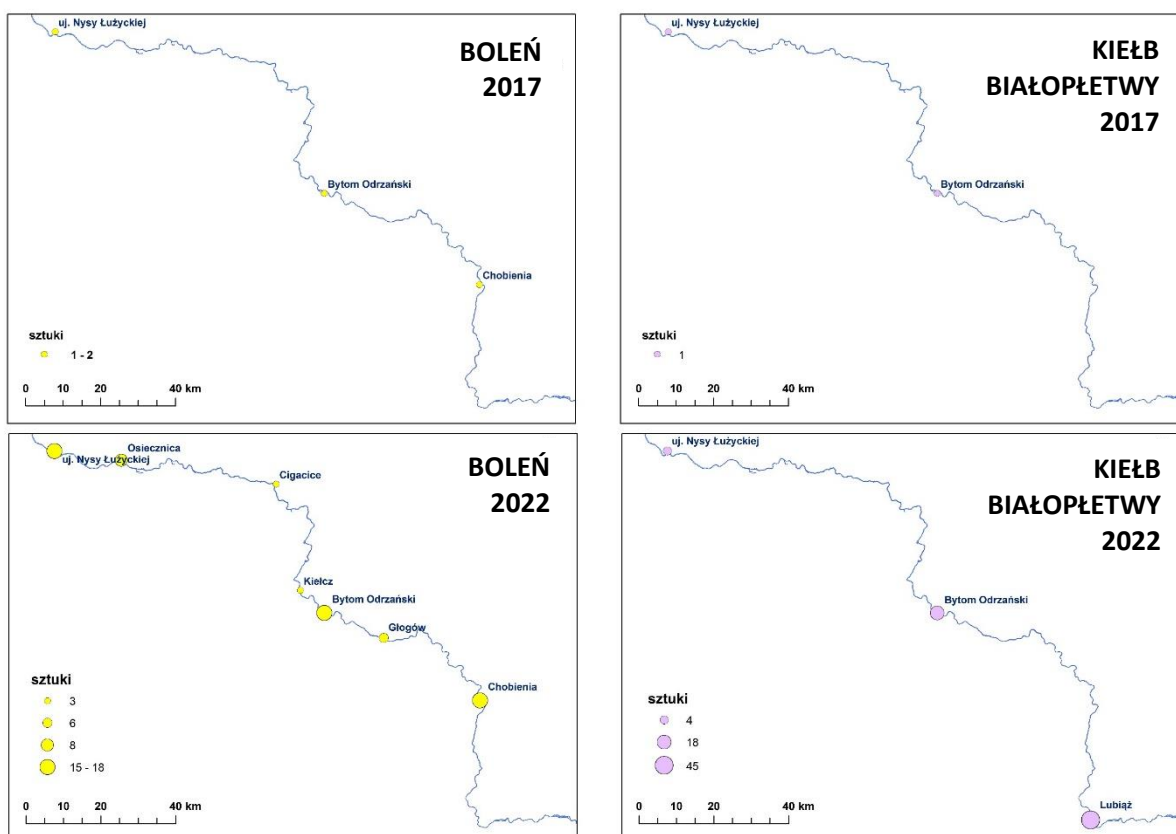 uj. Nysy Łużyckiej
BOLEŃ
2017
Bytom Odrzański
Chobienia
sztuki
1 - 2
0 10 20 40 km
uj. Nysy Łużyckiej
KIEŁB
BIAŁOPŁETWY
2017
Bytom Odrzański
sztuki
1
0 10 20 40 km
Osiecznica
uj. Nysy Łużyckiej
BOLEŃ
2022
Cigacice
Kiełcz
Bytom Odrzański
Głogów
Chobienia
sztuki
3
6
8
15 - 18
0 10 20 40 km
uj. Nysy Łużyckiej
KIEŁB
BIAŁOPŁETWY
2022
Bytom Odrzański
sztuki
4
18
45
Lubiąż
0 10 20 40 km